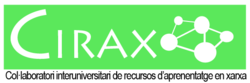 CIRAX
Col·laboratori interuniversitari de recursos d'aprenentatge en xarxa